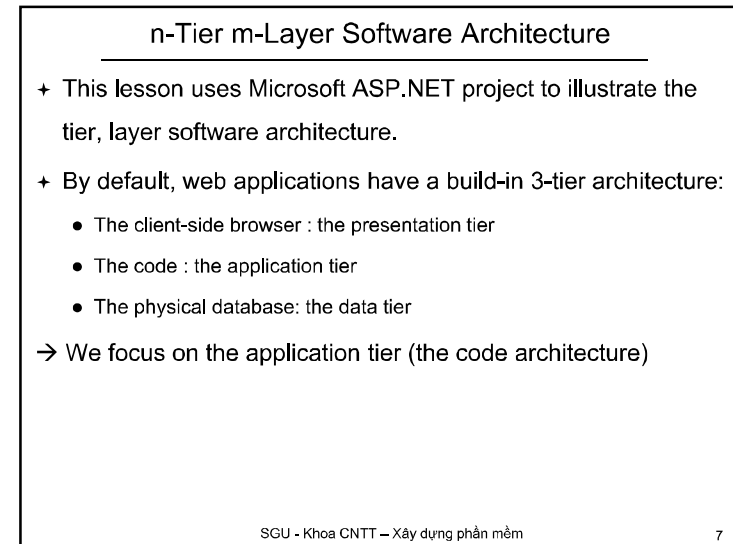 n-Tier m-Layer Software Architecture
+ This lesson uses Microsoft ASP.NET project to illustrate the
tier, layer software architecture.
+ By default, web applications have a build-in 3-tier architecture:
● The client-side browser : the presentation tier
● The code : the application tier
● The physical database: the data tier
→ We focus on the application tier (the code architecture)
SGU - Khoa CNTT – Xây dựng phần mềm 7